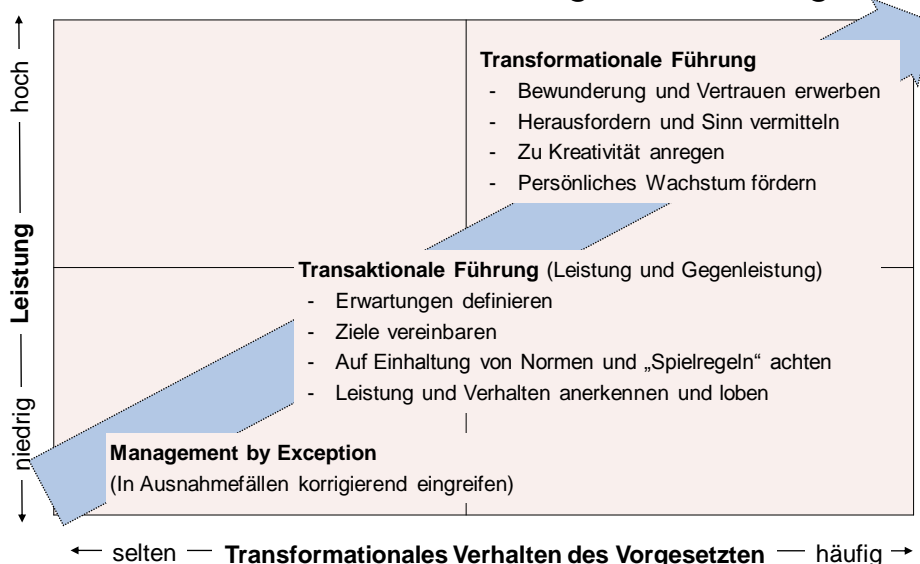 Transformationale Führung
- Bewunderung und Vertrauen erwerben
- Herausfordern und Sinn vermitteln
- Zu Kreativität anregen
- Persönliches Wachstum fördern
Transaktionale Führung (Leistung und Gegenleistung)
- Erwartungen definieren
- Ziele vereinbaren
- Auf Einhaltung von Normen und „Spielregeln“ achten
- Leistung und Verhalten anerkennen und loben
Management by Exception
(In Ausnahmefällen korrigierend eingreifen)
niedrig Leistung hoch
selten Transformationales Verhalten des Vorgesetzten häufig